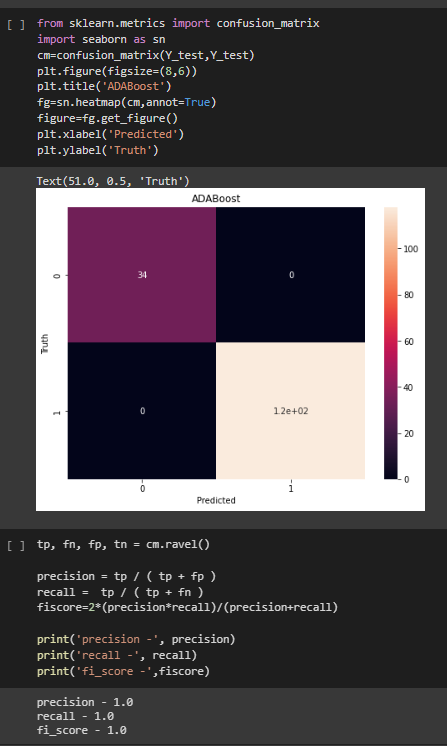 [ ] from sklearn.metrics import confusion_matrix
import seaborn as sn
cm=confusion_matrix(Y_test,Y_test)
plt.figure(figsize=(8,6))
plt.title('ADABoost')
fg=sn.heatmap(cm,annot=True)
figure=fg.get_figure()
plt.xlabel('Predicted')
plt.ylabel('Truth')
Text(51.0, 0.5, 'Truth')
ADABoost
34 0
0 1.2e+02
0
1
Truth
0 1
Predicted
100
80
60
40
20
0
[ ] tp, fn, fp, tn = cm.ravel()
precision = tp / ( tp + fp )
recall =  tp / ( tp + fn )
fiscore=2*(precision*recall)/(precision+recall)
print('precision -', precision)
print('recall -', recall)
print('fi_score -',fiscore)
precision - 1.0
recall - 1.0
fi_score - 1.0